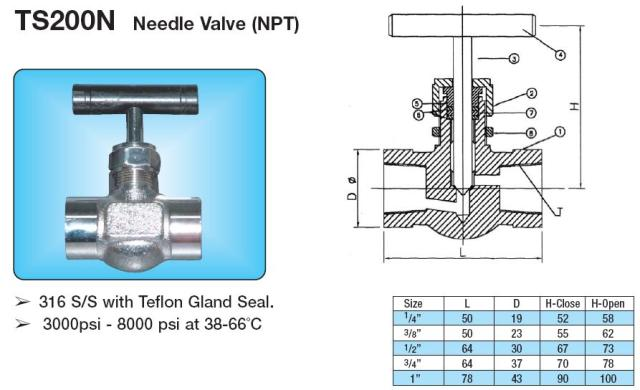 TS200N Needle Valve (NPT)
4
3
2
5
6
7
8
1
H
D ø
T
L
➢ 316 S/S with Teflon Gland Seal.
➢ 3000psi - 8000 psi at 38-66°C
Size L D H-Close H-Open
1/4" 50 19 52 58
3/8" 50 23 55 62
1/2" 64 30 67 73
3/4" 64 37 70 78
1" 78 43 90 100